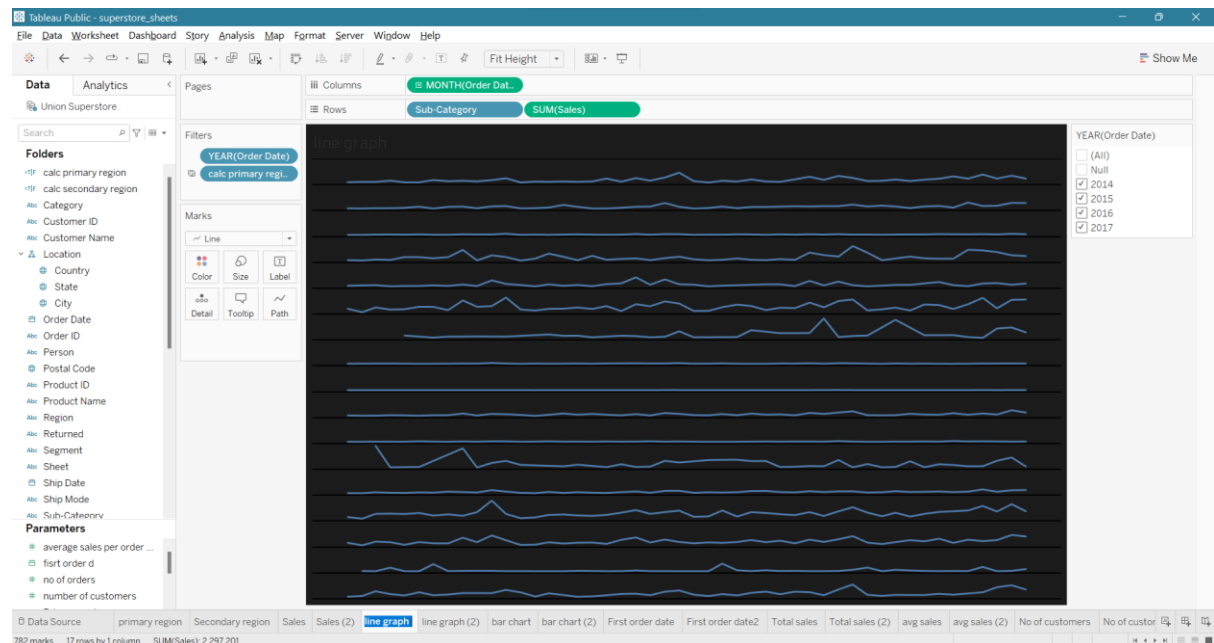 Tableau Public - superstore_sheets
File Data Worksheet Dashboard Story Analysis Map Format Server Window Help
Fit Height
Show Me
Data Analytics
Union Superstore
Search
Folders
calc primary region
calc secondary region
Category
Customer ID
Customer Name
Location
Country
State
City
Order Date
Order ID
Person
Postal Code
Product ID
Product Name
Region
Returned
Segment
Sheet
Ship Date
Ship Mode
Sub-Category
Parameters
average sales per order ...
fisrt order d
no of orders
number of customers
Pages
Filters
YEAR(Order Date)
calc primary regi..
Marks
Line
Color Size Label
Detail Tooltip Path
Columns MONTH(Order Dat..
Rows Sub-Category SUM(Sales)
line graph
YEAR(Order Date)
(All)
Null
2014
2015
2016
2017
Data Source primary region Secondary region Sales Sales (2) line graph line graph (2) bar chart bar chart (2) First order date First order date2 Total sales Total sales (2) avg sales avg sales (2) No of customers No of custor
782 marks 17 rows by 1 column SUM(Sales): 2,297,201